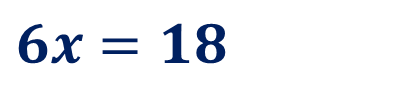 6x = 18